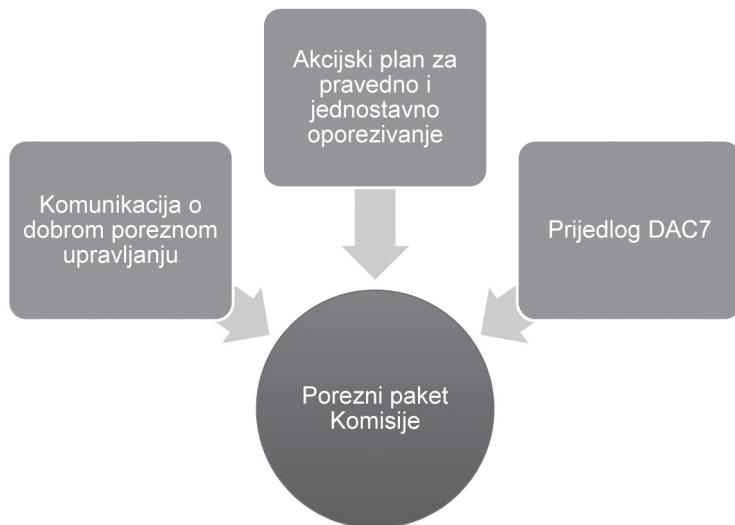 Akcijski plan za
pravedno i
jednostavno
oporezivanje
Komunikacija o
dobrom poreznom
upravljanju
Prijedlog DAC7
Porezni paket
Komisije